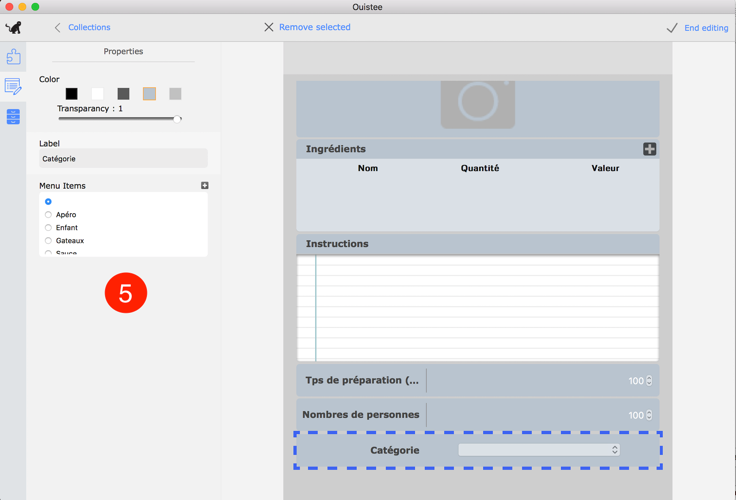 Ouistee
Collections
Remove selected
End editing
Properties
Color
Transparancy : 1
Label
Catégorie
Menu Items
Apéro
Enfant
Gateaux
Sauce
5
Ingrédients
Nom Quantité Valeur
Instructions
Tps de préparation (... 100
Nombres de personnes 100
Catégorie